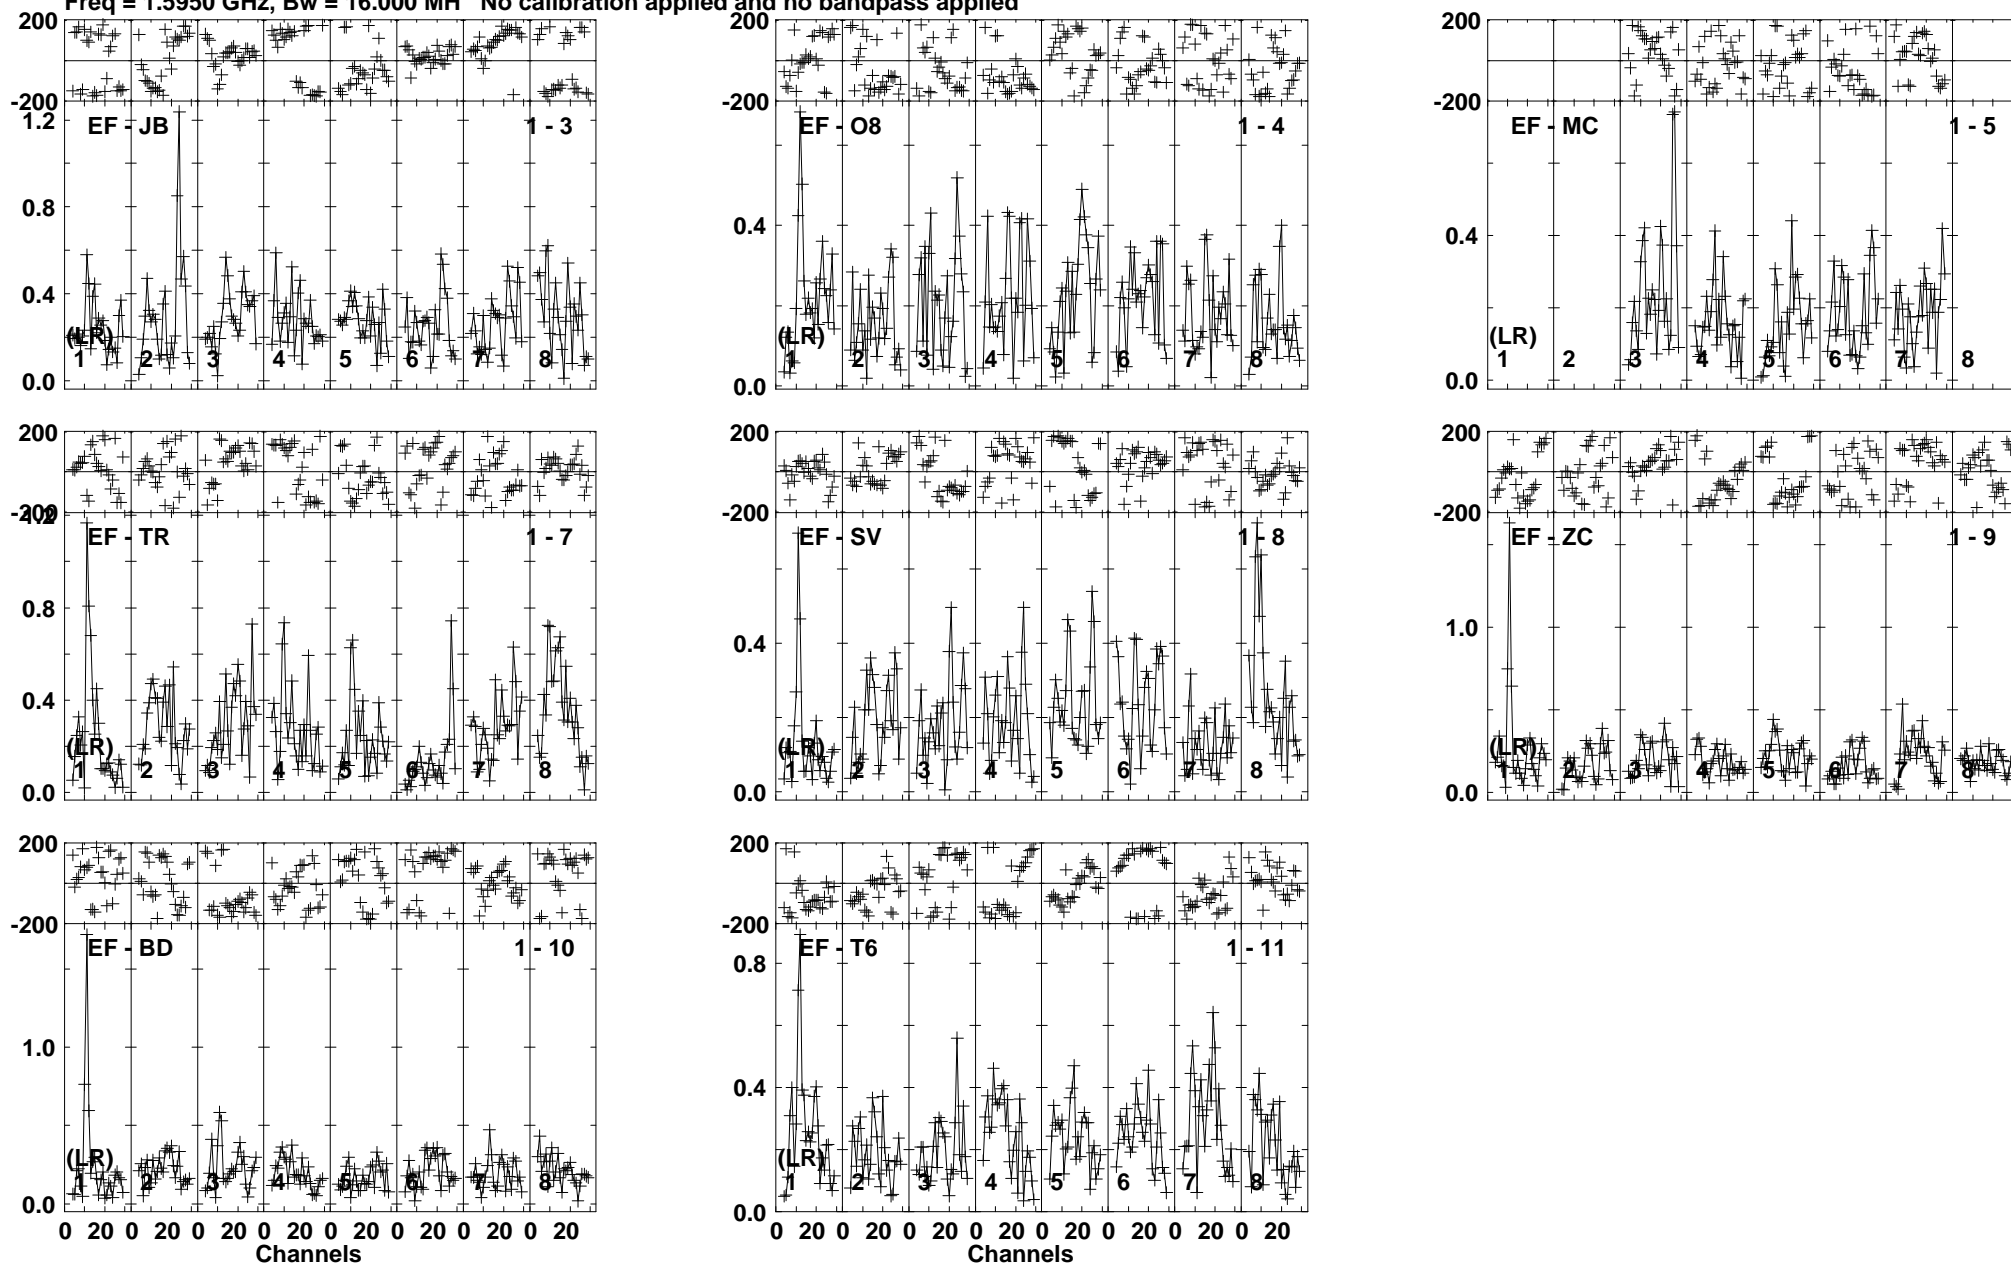 Freq = 1.5950 GHz, Bw = 16.000 MH No calibration applied and no bandpass applied
200 200 200
-200 -200 -200
1.2 EF - JB 1 - 3 EF - O8 1 - 4 EF - MC 1 - 5
0.8
0.4 0.4 0.4
(LR) (LR) (LR)
1 2 3 4 5 6 7 8 1 2 3 4 5 6 7 8 1 2 3 4 5 6 7 8
0.0 0.0 0.0
200 200 200
-200 -200 -200
1.2 EF - TR 1 - 7 EF - SV 1 - 8 EF - ZC 1 - 9
0.8 0.4 1.0
0.4
(LR) (LR) (LR)
1 2 3 4 5 6 7 8 1 2 3 4 5 6 7 8 1 2 3 4 5 6 7 8
0.0 0.0 0.0
200 200
-200 -200
EF - BD 1 - 10 EF - T6 1 - 11
1.0 0.8
0.4
(LR) (LR)
1 2 3 4 5 6 7 8 1 2 3 4 5 6 7 8
0.0 0.0
0 20 0 20 0 20 0 20 0 20 0 20 0 20 0 20 0 20 0 20 0 20 0 20 0 20 0 20 0 20 0 20
Channels Channels